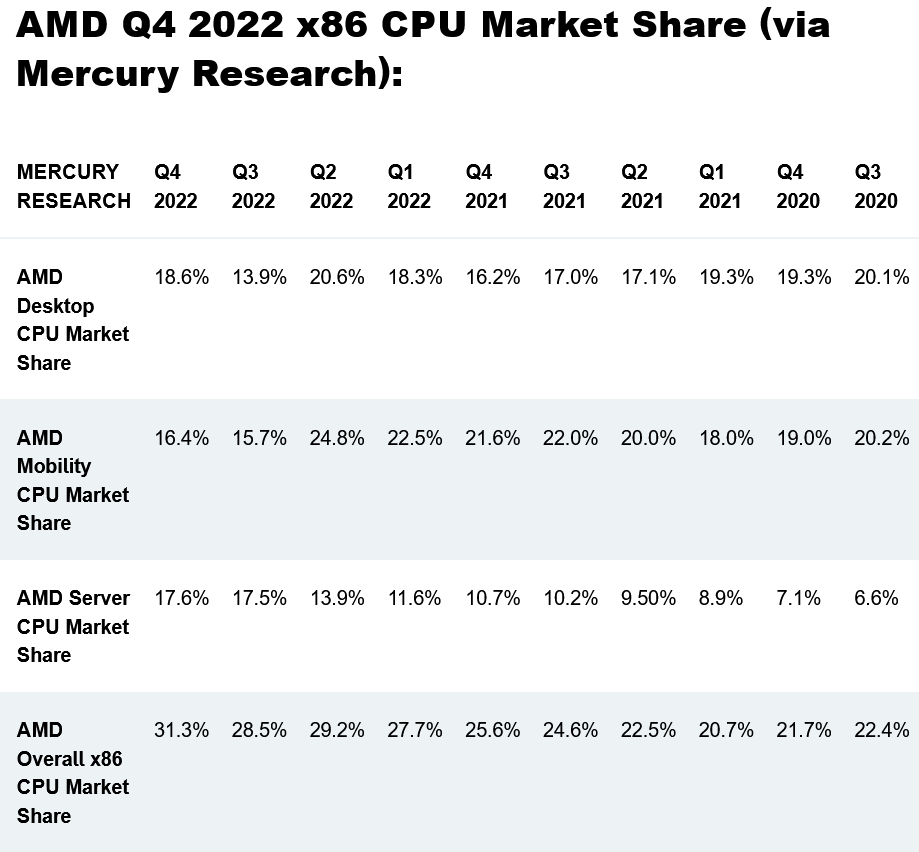 AMD Q4 2022 x86 CPU Market Share (via
Mercury Research):
MERCURY RESEARCH Q4 2022 Q3 2022 Q2 2022 Q1 2022 Q4 2021 Q3 2021 Q2 2021 Q1 2021 Q4 2020 Q3 2020
AMD Desktop CPU Market Share 18.6% 13.9% 20.6% 18.3% 16.2% 17.0% 17.1% 19.3% 19.3% 20.1%
AMD Mobility CPU Market Share 16.4% 15.7% 24.8% 22.5% 21.6% 22.0% 20.0% 18.0% 19.0% 20.2%
AMD Server CPU Market Share 17.6% 17.5% 13.9% 11.6% 10.7% 10.2% 9.50% 8.9% 7.1% 6.6%
AMD Overall x86 CPU Market Share 31.3% 28.5% 29.2% 27.7% 25.6% 24.6% 22.5% 20.7% 21.7% 22.4%